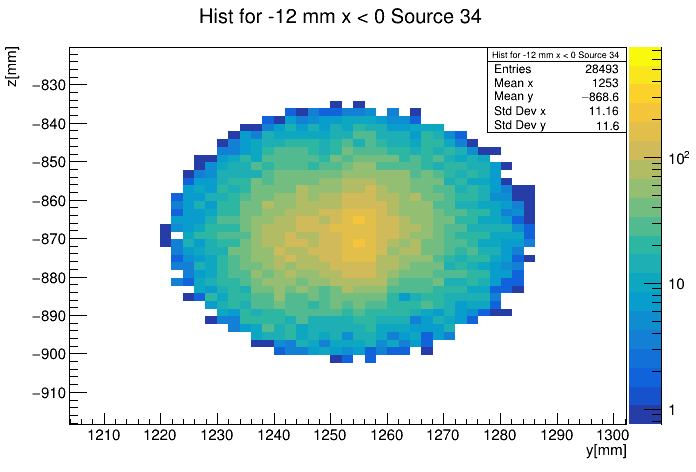 Hist for -12 mm x < 0 Source 34
z[mm]
Hist for -12 mm x < 0 Source 34
Entries 28493
Mean x 1253
Mean y −868.6
Std Dev x 11.16
Std Dev y 11.6
−830
−840
−850
−860
−870
−880
−890
−900
−910
10²
10
1
1210 1220 1230 1240 1250 1260 1270 1280 1290 1300
y[mm]